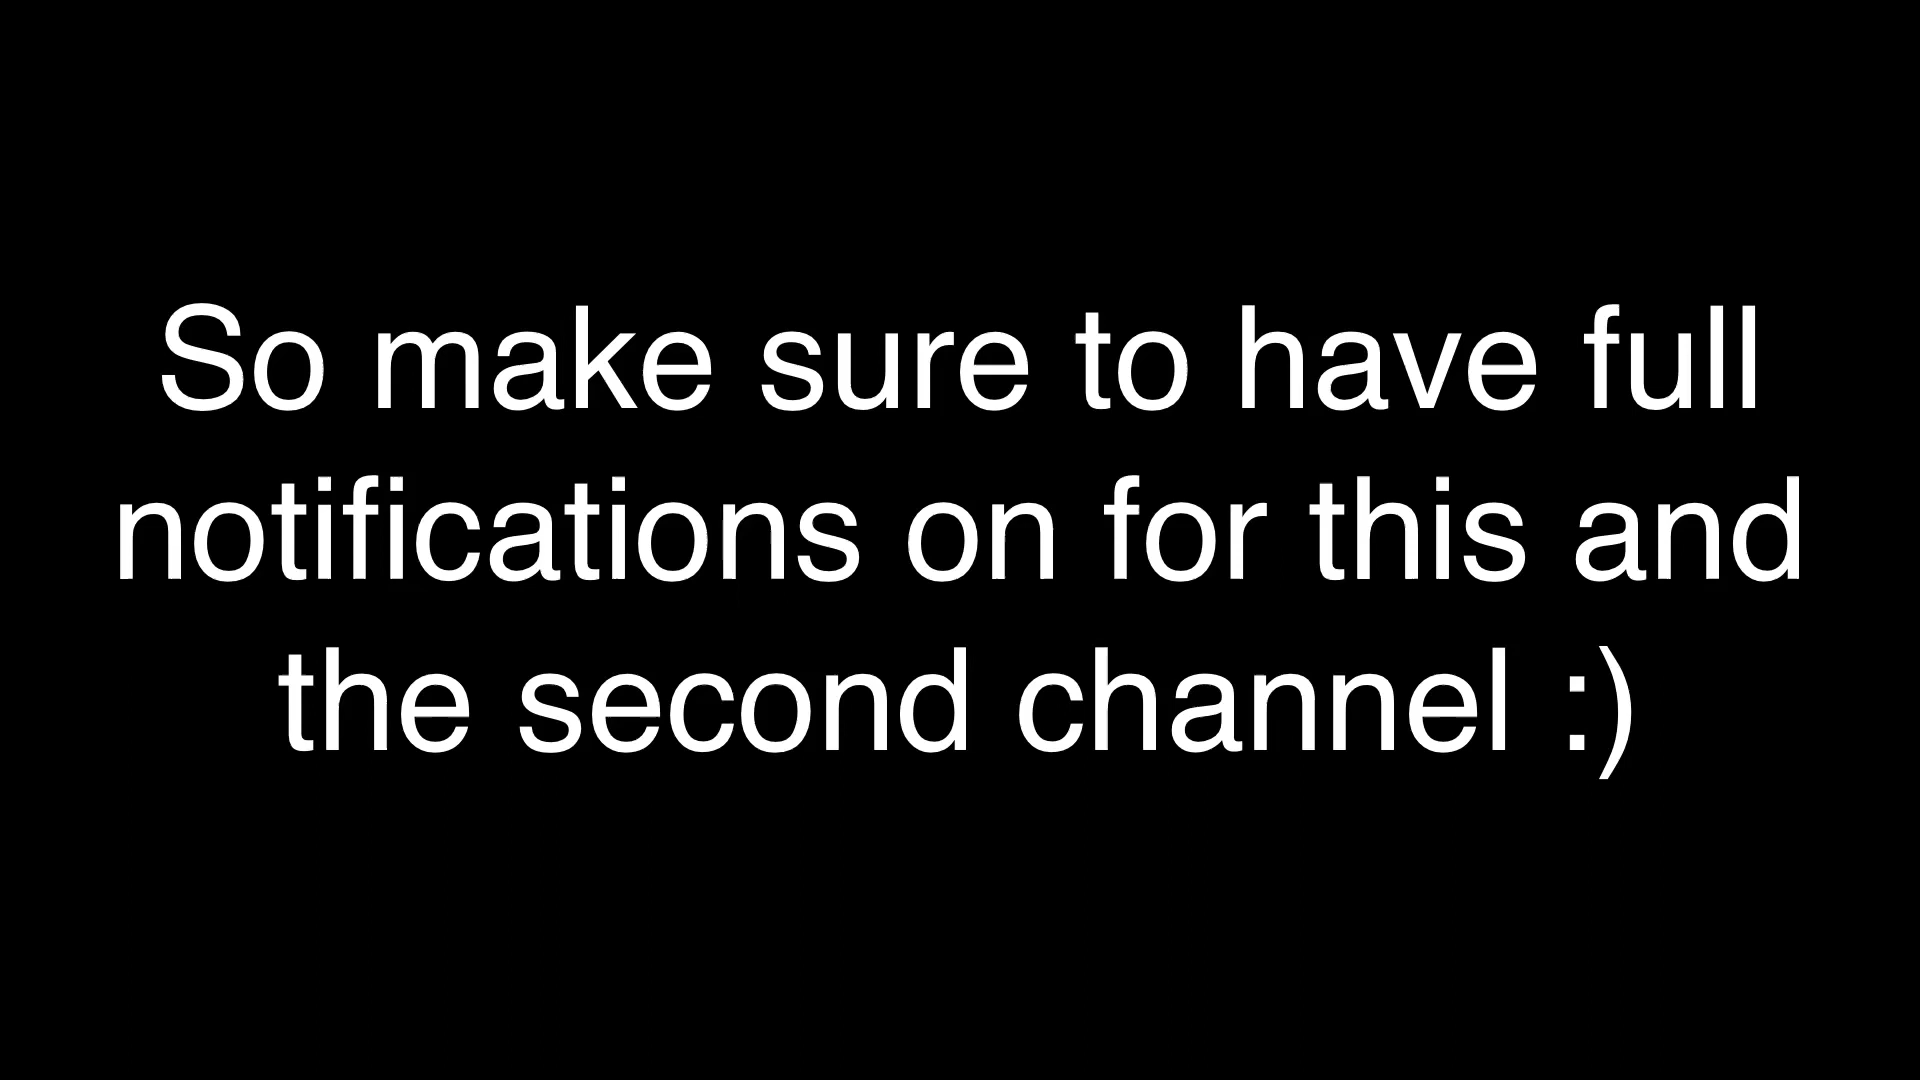 So make sure to have full
notifications on for this and
the second channel :)